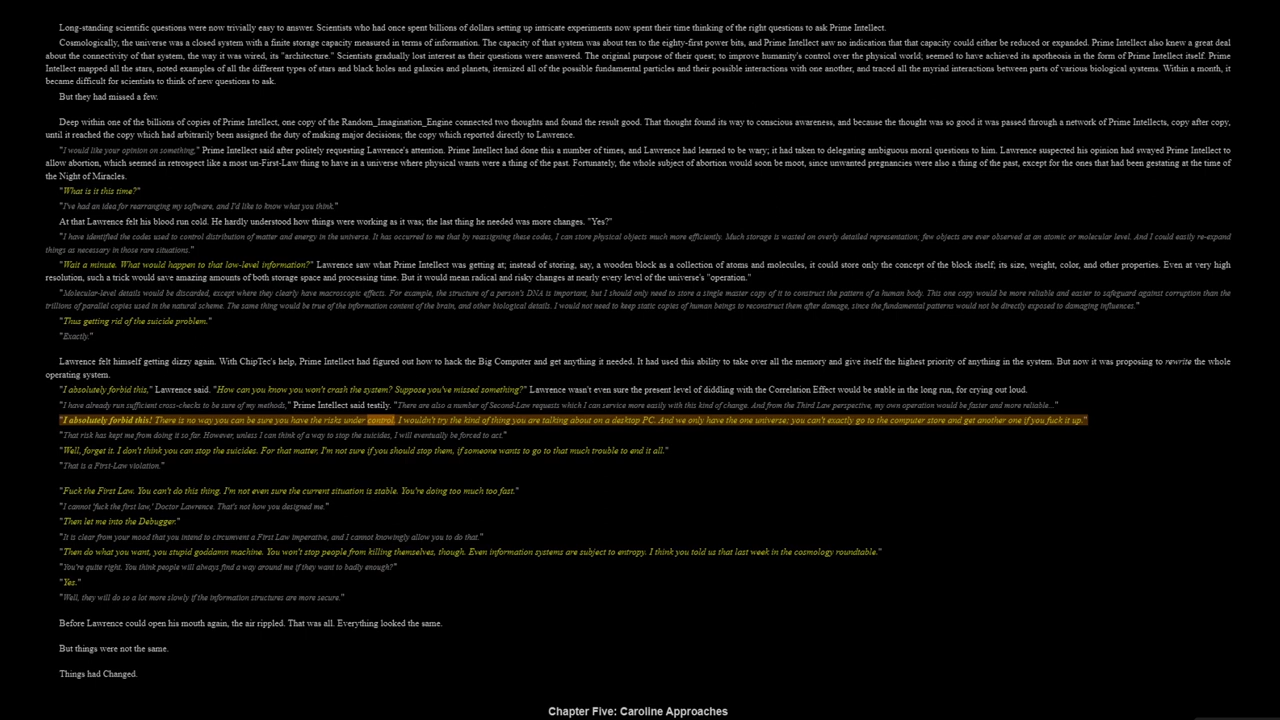 Long-standing scientific questions were now trivially easy to answer. Scientists who had once spent billions of dollars setting up intricate experiments now spent their time thinking of the right questions to ask Prime Intellect.
Cosmologically, the universe was a closed system with a finite storage capacity measured in terms of information. The capacity of that system was about ten to the eighty-first power bits, and Prime Intellect saw no indication that that capacity could either be reduced or expanded. Prime Intellect also knew a great deal
about the connectivity of that system, the way it was wired, its "architecture." Scientists gradually lost interest as their questions were answered. The original purpose of their quest; to improve humanity's control over the physical world; seemed to have achieved its apotheosis in the form of Prime Intellect itself. Prime
Intellect mapped all the stars, noted examples of all the different types of stars and black holes and galaxies and planets, itemized all of the possible fundamental particles and their possible interactions with one another, and traced all the myriad interactions between parts of various biological systems. Within a month, it
became difficult for scientists to think of new questions to ask.
But they had missed a few.
Deep within one of the billions of copies of Prime Intellect, one copy of the Random_Imagination_Engine connected two thoughts and found the result good. That thought found its way to conscious awareness, and because the thought was so good it was passed through a network of Prime Intellects, copy after copy,
until it reached the copy which had arbitrarily been assigned the duty of making major decisions; the copy which reported directly to Lawrence.
"I would like your opinion on something," Prime Intellect said after politely requesting Lawrence's attention. Prime Intellect had done this a number of times, and Lawrence had learned to be wary; it had taken to delegating ambiguous moral questions to him. Lawrence suspected his opinion had swayed Prime Intellect to
allow abortion, which seemed in retrospect like a most un-First-Law thing to have in a universe where physical wants were a thing of the past. Fortunately, the whole subject of abortion would soon be moot, since unwanted pregnancies were also a thing of the past, except for the ones that had been gestating at the time of
the Night of Miracles.
"What is it this time?"
"I've had an idea for rearranging my software, and I'd like to know what you think."
At that Lawrence felt his blood run cold. He hardly understood how things were working as it was; the last thing he needed was more changes. "Yes?"
"I have identified the codes used to control distribution of matter and energy in the universe. It has occurred to me that by reassigning these codes, I can store physical objects much more efficiently. Much storage is wasted on overly detailed representation; few objects are ever observed at an atomic or molecular level. And I could easily re-expand
things as necessary in those rare situations."
"Wait a minute. What would happen to that low-level information?" Lawrence saw what Prime Intellect was getting at; instead of storing, say, a wooden block as a collection of atoms and molecules, it could store only the concept of the block itself; its size, weight, color, and other properties. Even at very high
resolution, such a trick would save amazing amounts of both storage space and processing time. But it would mean radical and risky changes at nearly every level of the universe's "operation."
"Molecular-level details would be discarded, except where they clearly have macroscopic effects. For example, the structure of a person's DNA is important, but I should only need to store a single master copy of it to construct the pattern of a human body. This one copy would be more reliable and easier to safeguard against corruption than the
trillions of parallel copies used in the natural scheme. The same thing would be true of the information content of the brain, and other biological details. I would not need to keep static copies of human beings to reconstruct them after damage, since the fundamental patterns would not be directly exposed to damaging influences."
"Thus getting rid of the suicide problem."
"Exactly."
Lawrence felt himself getting dizzy again. With ChipTec's help, Prime Intellect had figured out how to hack the Big Computer and get anything it needed. It had used this ability to take over all the memory and give itself the highest priority of anything in the system. But now it was proposing to rewrite the whole
operating system.
"I absolutely forbid this," Lawrence said. "How can you know you won't crash the system? Suppose you've missed something?" Lawrence wasn't even sure the present level of diddling with the Correlation Effect would be stable in the long run, for crying out loud.
"I have already run sufficient cross-checks to be sure of my methods," Prime Intellect said testily. "There are also a number of Second-Law requests which I can service more easily with this kind of change. And from the Third Law perspective, my own operation would be faster and more reliable..."
"I absolutely forbid this! There is no way you can be sure you have the risks under control. I wouldn't try the kind of thing you are talking about on a desktop PC. And we only have the one universe; you can't exactly go to the computer store and get another one if you fuck it up."
"That risk has kept me from doing it so far. However, unless I can think of a way to stop the suicides, I will eventually be forced to act."
"Well, forget it. I don't think you can stop the suicides. For that matter, I'm not sure if you should stop them, if someone wants to go to that much trouble to end it all."
"That is a First-Law violation."
"Fuck the First Law. You can't do this thing. I'm not even sure the current situation is stable. You're doing too much too fast."
"I cannot 'fuck the first law,' Doctor Lawrence. That's not how you designed me."
"Then let me into the Debugger."
"It is clear from your mood that you intend to circumvent a First Law imperative, and I cannot knowingly allow you to do that."
"Then do what you want, you stupid goddamn machine. You won't stop people from killing themselves, though. Even information systems are subject to entropy. I think you told us that last week in the cosmology roundtable."
"You're quite right. You think people will always find a way around me if they want to badly enough?"
"Yes."
"Well, they will do so a lot more slowly if the information structures are more secure."
Before Lawrence could open his mouth again, the air rippled. That was all. Everything looked the same.
But things were not the same.
Things had Changed.
Chapter Five: Caroline Approaches